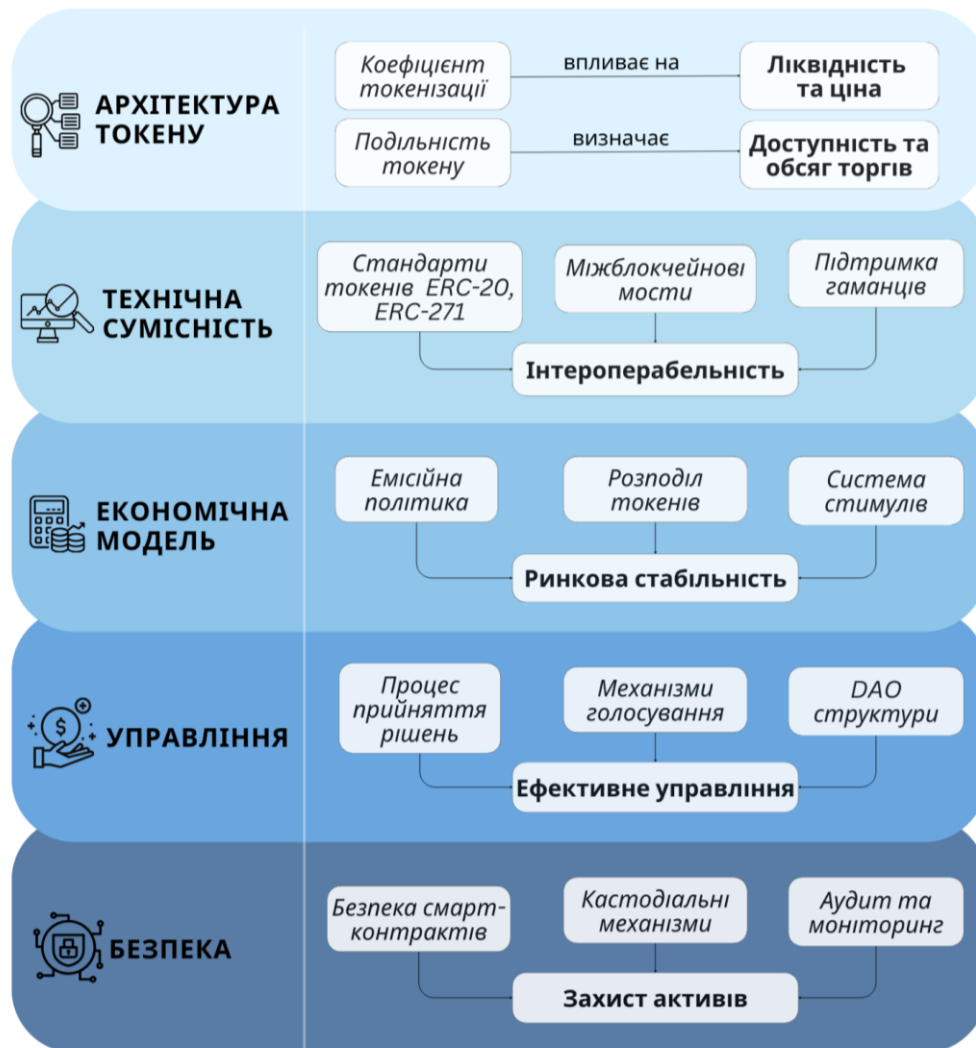 АРХІТЕКТУРА
ТОКЕНУ
Коефіцієнт
токенізації
впливає на
Ліквідність
та ціна
Подільність
токену
визначає
Доступність та
обсяг торгів
ТЕХНІЧНА
СУМІСНІСТЬ
Стандарти
токенів ERC-20,
ERC-271
Міжблокчейнові
мости
Підтримка
гаманців
Інтероперабельність
ЕКОНОМІЧНА
МОДЕЛЬ
Емісійна
політика
Розподіл
токенів
Система
стимулів
Ринкова стабільність
УПРАВЛІННЯ
Процес
прийняття
рішень
Механізми
голосування
DAO
структури
Ефективне управління
БЕЗПЕКА
Безпека смарт-
контрактів
Кастодіальні
механізми
Аудит та
моніторинг
Захист активів